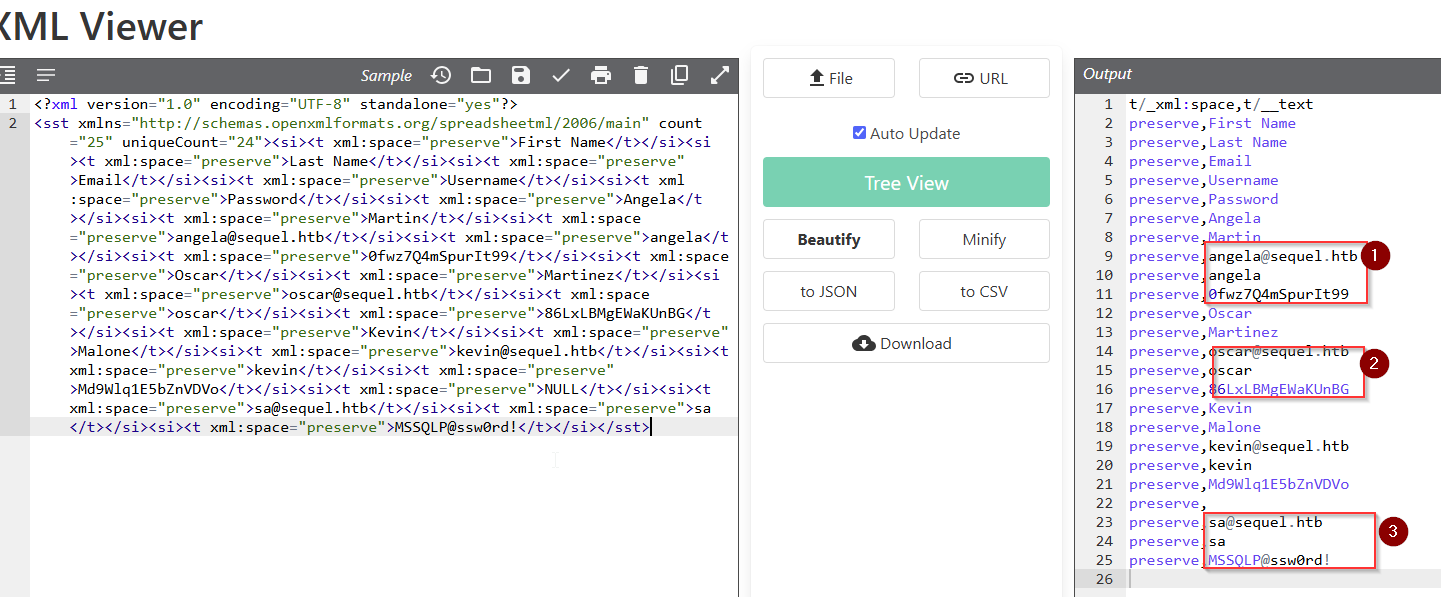 XML Viewer
Sample
1 <?xml version="1.0" encoding="UTF-8" standalone="yes"?>
2 <sst xmlns="http://schemas.openxmlformats.org/spreadsheetml/2006/main" count
="25" uniqueCount="24"><si><t xml:space="preserve">First Name</t></si><si
><t xml:space="preserve">Last Name</t></si><si><t xml:space="preserve"
>Email</t></si><si><t xml:space="preserve">Username</t></si><si><t xml
:space="preserve">Password</t></si><si><t xml:space="preserve">Angela</t
></si><si><t xml:space="preserve">Martin</t></si><si><t xml:space
="preserve">angela@sequel.htb</t></si><si><t xml:space="preserve">angela</t
></si><si><t xml:space="preserve">0fwz7Q4mSpurIt99</t></si><si><t xml:space
="preserve">Oscar</t></si><si><t xml:space="preserve">Martinez</t></si><si
><t xml:space="preserve">oscar@sequel.htb</t></si><si><t xml:space
="preserve">oscar</t></si><si><t xml:space="preserve">86LxLBMgEWaKUnBG</t
></si><si><t xml:space="preserve">Kevin</t></si><si><t xml:space="preserve"
>Malone</t></si><si><t xml:space="preserve">kevin@sequel.htb</t></si><si><t
xml:space="preserve">kevin</t></si><si><t xml:space="preserve"
>Md9Wlq1E5bZnVDVo</t></si><si><t xml:space="preserve">NULL</t></si><si><t
xml:space="preserve">sa@sequel.htb</t></si><si><t xml:space="preserve">sa
</t></si><si><t xml:space="preserve">MSSQLP@ssw0rd!</t></si></sst>
File
URL
Auto Update
Tree View
Beautify
Minify
to JSON
to CSV
Download
Output
1 t/_xml:space,t/__text
2 preserve,First Name
3 preserve,Last Name
4 preserve,Email
5 preserve,Username
6 preserve,Password
7 preserve,Angela
8 preserve,Martin
9 preserve,angela@sequel.htb
1
10 preserve,angela
11 preserve,0fwz7Q4mSpurIt99
12 preserve,Oscar
13 preserve,Martinez
14 preserve,oscar@sequel.htb
2
15 preserve,oscar
16 preserve,86LxLBMgEWaKUnBG
17 preserve,Kevin
18 preserve,Malone
19 preserve,kevin@sequel.htb
20 preserve,kevin
21 preserve,Md9Wlq1E5bZnVDVo
22 preserve,
23 preserve,sa@sequel.htb
3
24 preserve,sa
25 preserve,MSSQLP@ssw0rd!
26